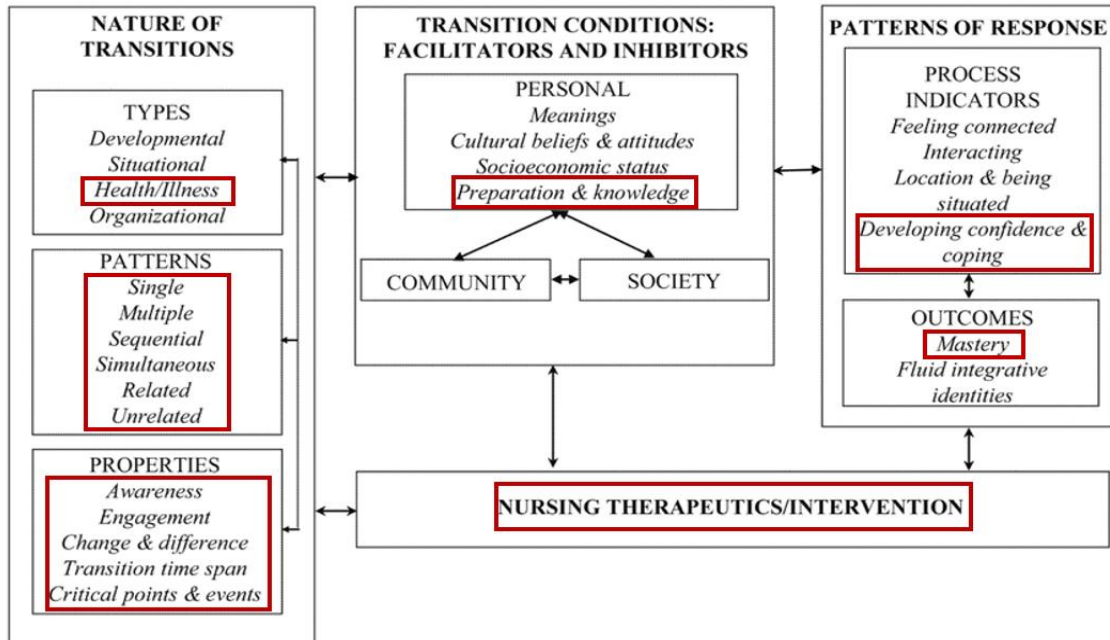 NATURE OF
TRANSITIONS
TYPES
Developmental
Situational
Health/Illness
Organizational
PATTERNS
Single
Multiple
Sequential
Simultaneous
Related
Unrelated
PROPERTIES
Awareness
Engagement
Change & difference
Transition time span
Critical points & events
TRANSITION CONDITIONS:
FACILITATORS AND INHIBITORS
PERSONAL
Meanings
Cultural beliefs & attitudes
Socioeconomic status
Preparation & knowledge
COMMUNITY
SOCIETY
PATTERNS OF RESPONSE
PROCESS
INDICATORS
Feeling connected
Interacting
Location & being
situated
Developing confidence &
coping
OUTCOMES
Mastery
Fluid integrative
identities
NURSING THERAPEUTICS/INTERVENTION